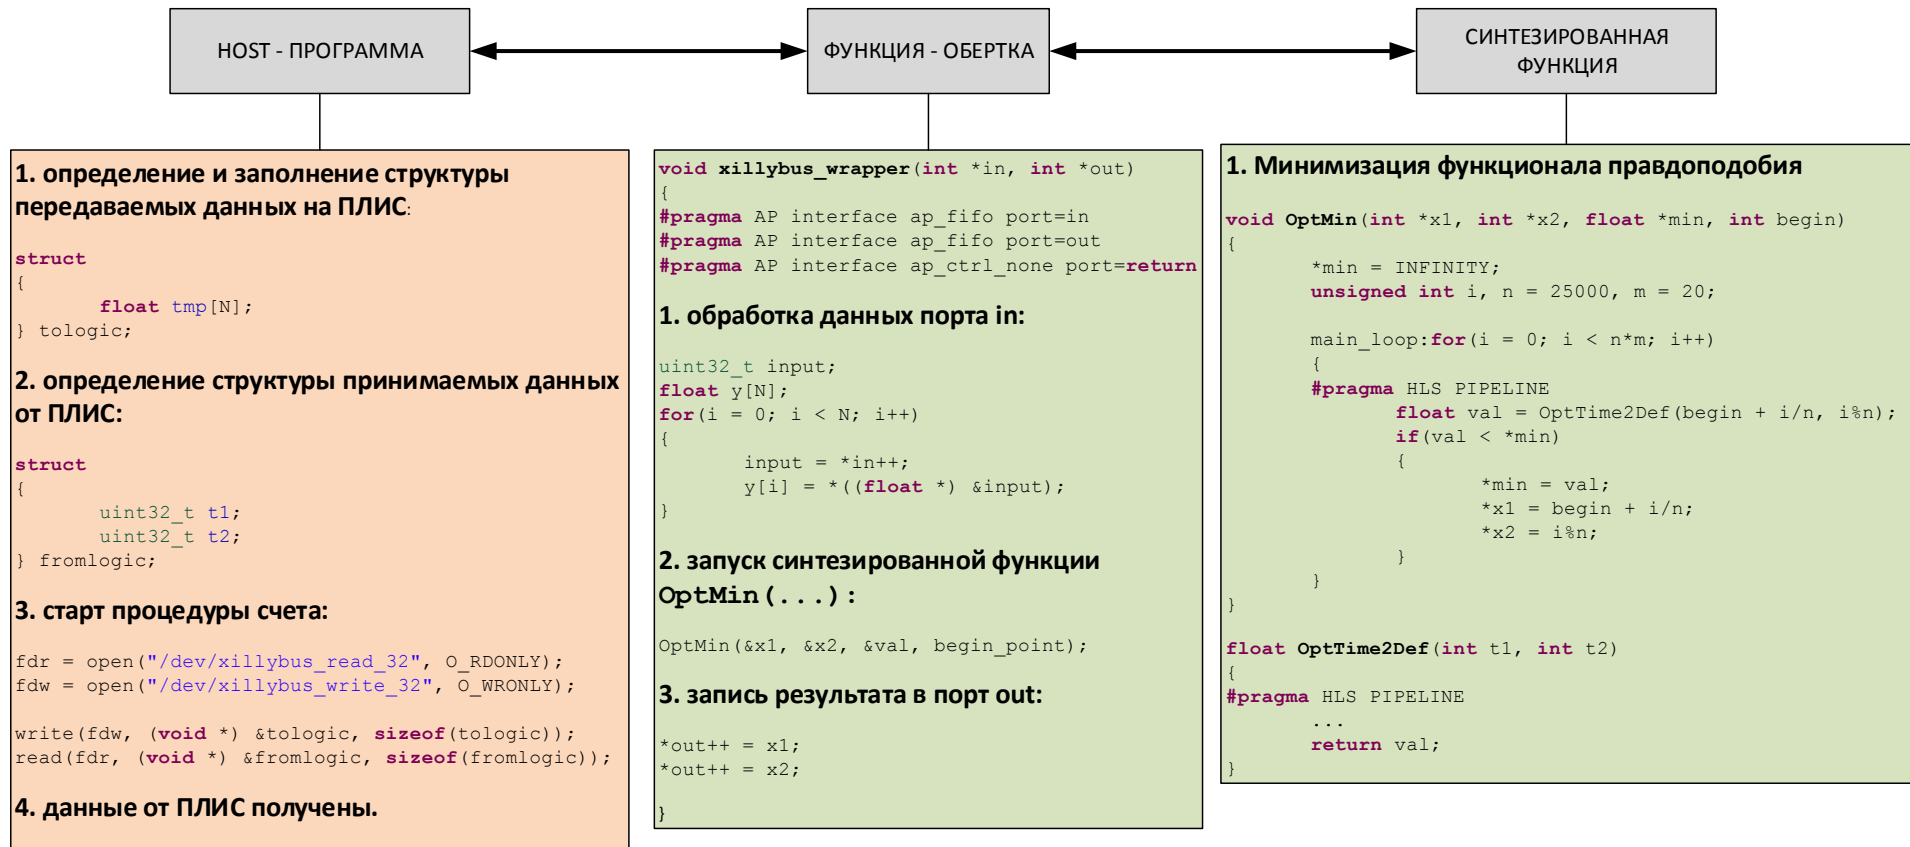 HOST - ПРОГРАММА
ФУНКЦИЯ - ОБЕРТКА
СИНТЕЗИРОВАННАЯ
ФУНКЦИЯ
1. определение и заполнение структуры
передаваемых данных на ПЛИС:
struct
{
float tmp[N];
} tologic;
2. определение структуры принимаемых данных
от ПЛИС:
struct
{
uint32_t t1;
uint32_t t2;
} fromlogic;
3. старт процедуры счета:
fdr = open("/dev/xillybus_read_32", O_RDONLY);
fdw = open("/dev/xillybus_write_32", O_WRONLY);
write(fdw, (void *) &tologic, sizeof(tologic));
read(fdr, (void *) &fromlogic, sizeof(fromlogic));
4. данные от ПЛИС получены.
void xillybus_wrapper(int *in, int *out)
{
#pragma AP interface ap_fifo port=in
#pragma AP interface ap_fifo port=out
#pragma AP interface ap_ctrl_none port=return
1. обработка данных порта in:
uint32_t input;
float y[N];
for(i = 0; i < N; i++)
{
input = *in++;
y[i] = *((float *) &input);
}
2. запуск синтезированной функции
OptMin(...):
OptMin(&x1, &x2, &val, begin_point);
3. запись результата в порт out:
*out++ = x1;
*out++ = x2;
}
1. Минимизация функционала правдоподобия
void OptMin(int *x1, int *x2, float *min, int begin)
{
*min = INFINITY;
unsigned int i, n = 25000, m = 20;
main_loop:for(i = 0; i < n*m; i++)
{
#pragma HLS PIPELINE
float val = OptTime2Def(begin + i/n, i%n);
if(val < *min)
{
*min = val;
*x1 = begin + i/n;
*x2 = i%n;
}
}
}
float OptTime2Def(int t1, int t2)
{
#pragma HLS PIPELINE
...
return val;
}